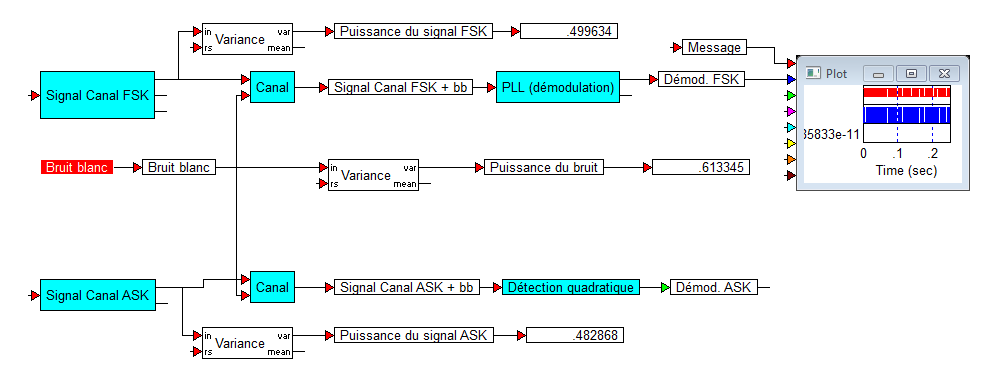 in var
Variance
rs mean
Puissance du signal FSK
.499634
Message
Plot
Signal Canal FSK
Canal
Signal Canal FSK + bb
PLL (démodulation)
Démod. FSK
35833e-11
0 .1 .2
Time (sec)
Bruit blanc
Bruit blanc
in var
Variance
rs mean
Puissance du bruit
.613345
Signal Canal ASK
Canal
Signal Canal ASK + bb
Détection quadratique
Démod. ASK
in var
Variance
rs mean
Puissance du signal ASK
.482868